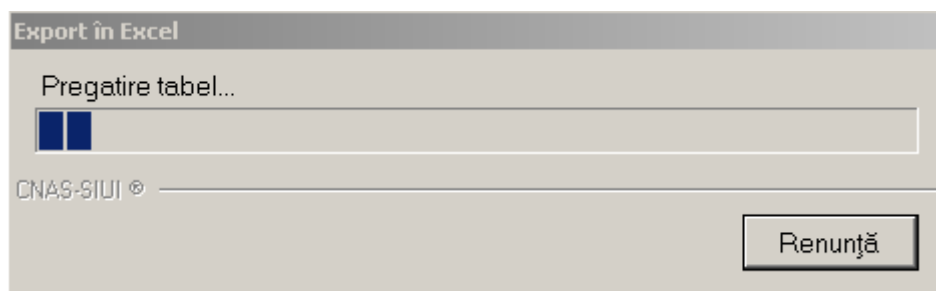 Export în Excel
Pregatire tabel...
CNAS-SIUI ®
Renunţă